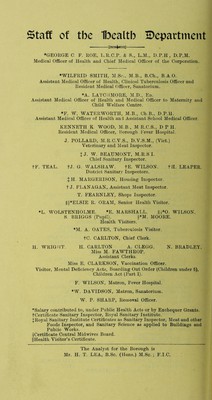 Staff of the Health Department
*GEORGE C. F. ROE, L.R.C.P. & S., L.M., D.P.H., D.P.M.
Medical Officer of Health and Chief Medical Officer of the Corporation.
*WILFRID SMITH, M.Sc., M.B., B.Ch., B.A.O.
Assistant Medical Officer of Health, Clinical Tuberculosis Officer and
Resident Medical Officer, Sanatorium.
*A. LAYCOMORE, M.D., Etc.
Assistant Medical Officer of Health and Medical Officer to Maternity and
Child Welfare Centre.
*F. W. WATERWORTH, M.B., Ch.B., D.P.H.
Assistant Medical Officer of Health and Assistant School Medical Officer.
KENNETH K. WOOD, M.B., M.R.C.S., D.P.H.
Resident Medical Officer, Borough Fever Hospital
J. POLLARD, M.R.C.V.S., D.V.S.M. (Vict.)
Veterinary and Meat Inspector
‡J. W. BEAUMONT, M.R.S.I.
Chief Sanitary Inspector.
†F. TEAL. †J. G. WALSHAW. †E. WILSON. †H. LEAFER.
District Sanitary Inspectors.
‡H. MARGERISON, Housing Inspector.
‡J. FLANAGAN, Assistant Meat Inspector.
T. FEARNLEY, Shops Inspector.
§||*ELSIE B. ORAM, Senior Health Visitor.
*L. WOLSTENHOLME. *E. MARSHALL. §||*O. WILSON.
S. BRIGGS (Pupil). *M. MOORE.
Health Visitors.
*M. A. OATES, Tuberculosis Visitor.
*C. CARLTON, Chief Clerk.
H. WRIGHT. H. CARLTON. A. CLEGG. N. BRADLEY.
Miss M. FAWTHROP.
Assistant Clerks.
Miss E. CLARKSON, Vaccination Officer.
Visitor, Mental Deficiency Acts, Boarding Out Order (Children under 5),
Children Act (Part 1).
F. WILSON, Matron, Fever Hospital.
*W. DAVIDSON, Matron, Sanatorium.
W. P. SHARP, Removal Officer.
*Salary contributed to, under Public Health Acts or by Exchequer Grants.
†Certificate Sanitary Inspector, Royal Sanitary Institute.
‡Royal Sanitary Institute Certificates as Sanitary Inspector, Meat and other
Foods Inspector, and Sanitary Science as applied to Buildings and
Public Works.
§Certificate Central Midwives Board.
||Health Visitor's Certificate.
The Analyst for the Borough is
Mr. H. T. LEA, B.Sc. (Hons.) M.Sc., F.I.C.